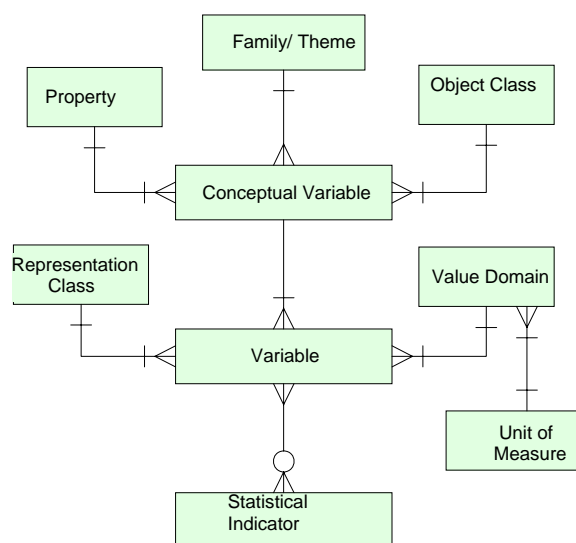 Family/ Theme
Property
Object Class
Conceptual Variable
Representation
Class
Value Domain
Variable
Unit of
Measure
Statistical
Indicator